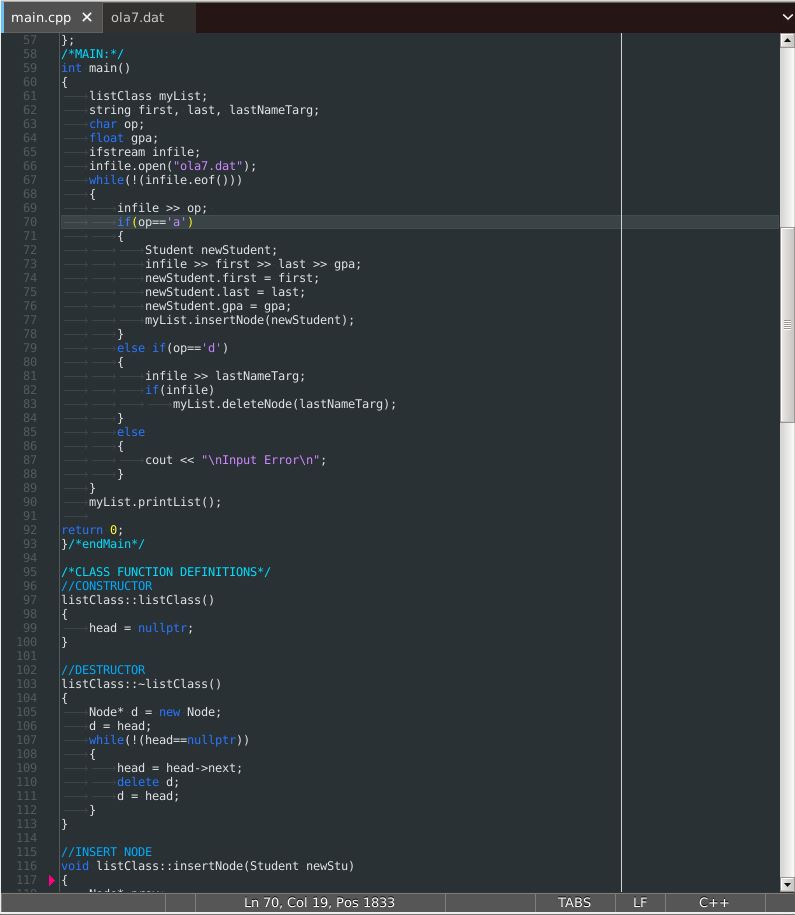 main.cpp ola7.dat
57 };
58 /*MAIN:*/
59 int main()
60 {
61 listClass myList;
62 string first, last, lastNameTarg;
63 char op;
64 float gpa;
65 ifstream infile;
66 infile.open("ola7.dat");
67 while(!(infile.eof()))
68 {
69 infile >> op;
70 if(op=='a')
71 {
72 Student newStudent;
73 infile >> first >> last >> gpa;
74 newStudent.first = first;
75 newStudent.last = last;
76 newStudent.gpa = gpa;
77 myList.insertNode(newStudent);
78 }
79 else if(op=='d')
80 {
81 infile >> lastNameTarg;
82 if(infile)
83 myList.deleteNode(lastNameTarg);
84 }
85 else
86 {
87 cout << "\nInput Error\n";
88 }
89 }
90 myList.printList();
91
92 return 0;
93 }/*endMain*/
94
95 /*CLASS FUNCTION DEFINITIONS*/
96 //CONSTRUCTOR
97 listClass::listClass()
98 {
99 head = nullptr;
100 }
101
102 //DESTRUCTOR
103 listClass::~listClass()
104 {
105 Node* d = new Node;
106 d = head;
107 while(!(head==nullptr))
108 {
109 head = head->next;
110 delete d;
111 d = head;
112 }
113 }
114
115 //INSERT NODE
116 void listClass::insertNode(Student newStu)
117 {
Ln 70, Col 19, Pos 1833 TABS LF C++